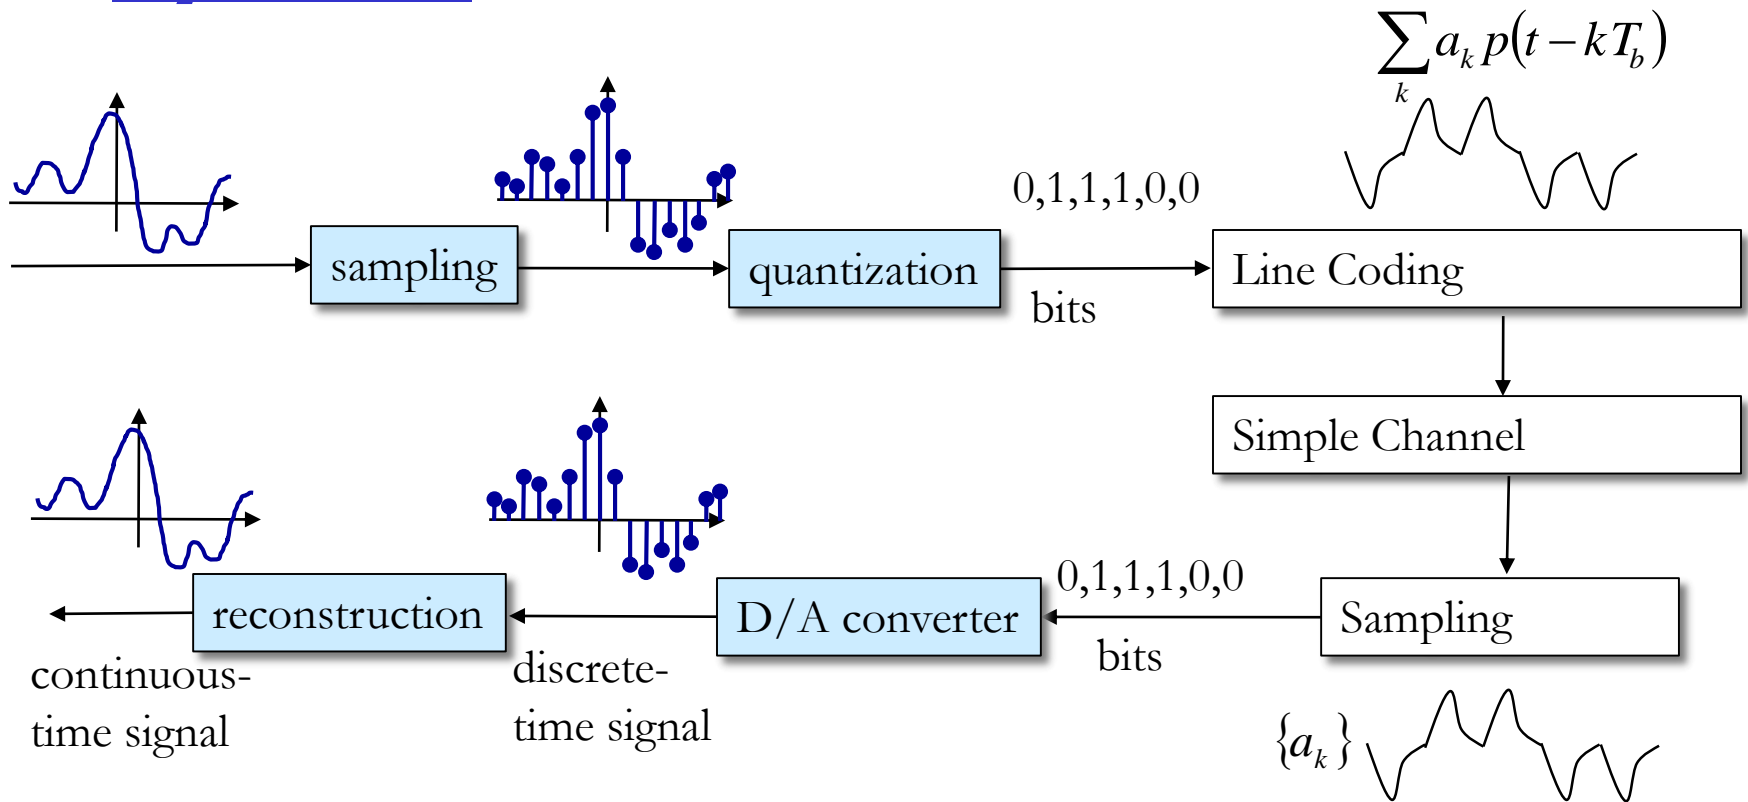 ∑ₖ aₖ p(t − kT_b)
0,1,1,1,0,0
sampling
quantization
bits
Line Coding
Simple Channel
0,1,1,1,0,0
reconstruction
D/A converter
bits
Sampling
continuous-
time signal
discrete-
time signal
{aₖ}